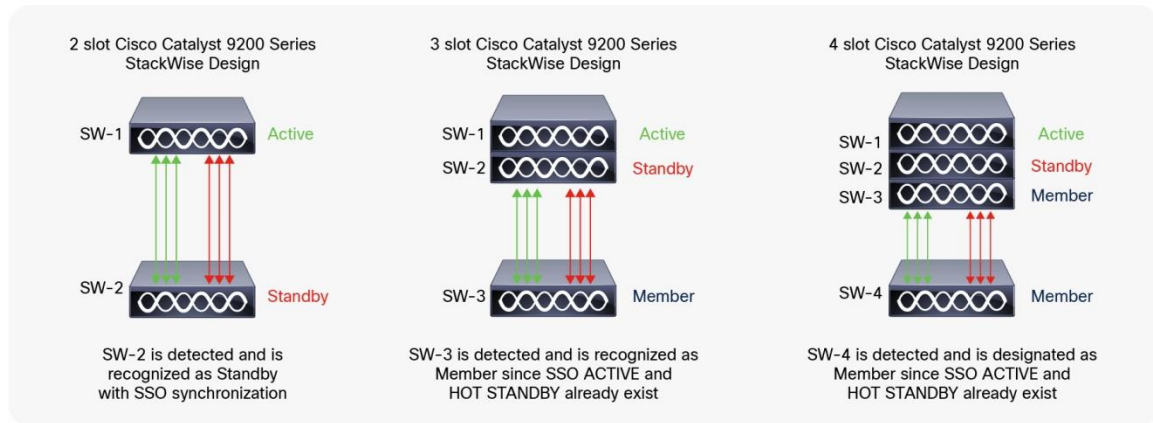 2 slot Cisco Catalyst 9200 Series
StackWise Design
SW-1
Active
SW-2
Standby
SW-2 is detected and is
recognized as Standby
with SSO synchronization
3 slot Cisco Catalyst 9200 Series
StackWise Design
SW-1
Active
SW-2
Standby
SW-3
Member
SW-3 is detected and is recognized as
Member since SSO ACTIVE and
HOT STANDBY already exist
4 slot Cisco Catalyst 9200 Series
StackWise Design
SW-1
Active
SW-2
Standby
SW-3
Member
SW-4
Member
SW-4 is detected and is designated as
Member since SSO ACTIVE and
HOT STANDBY already exist